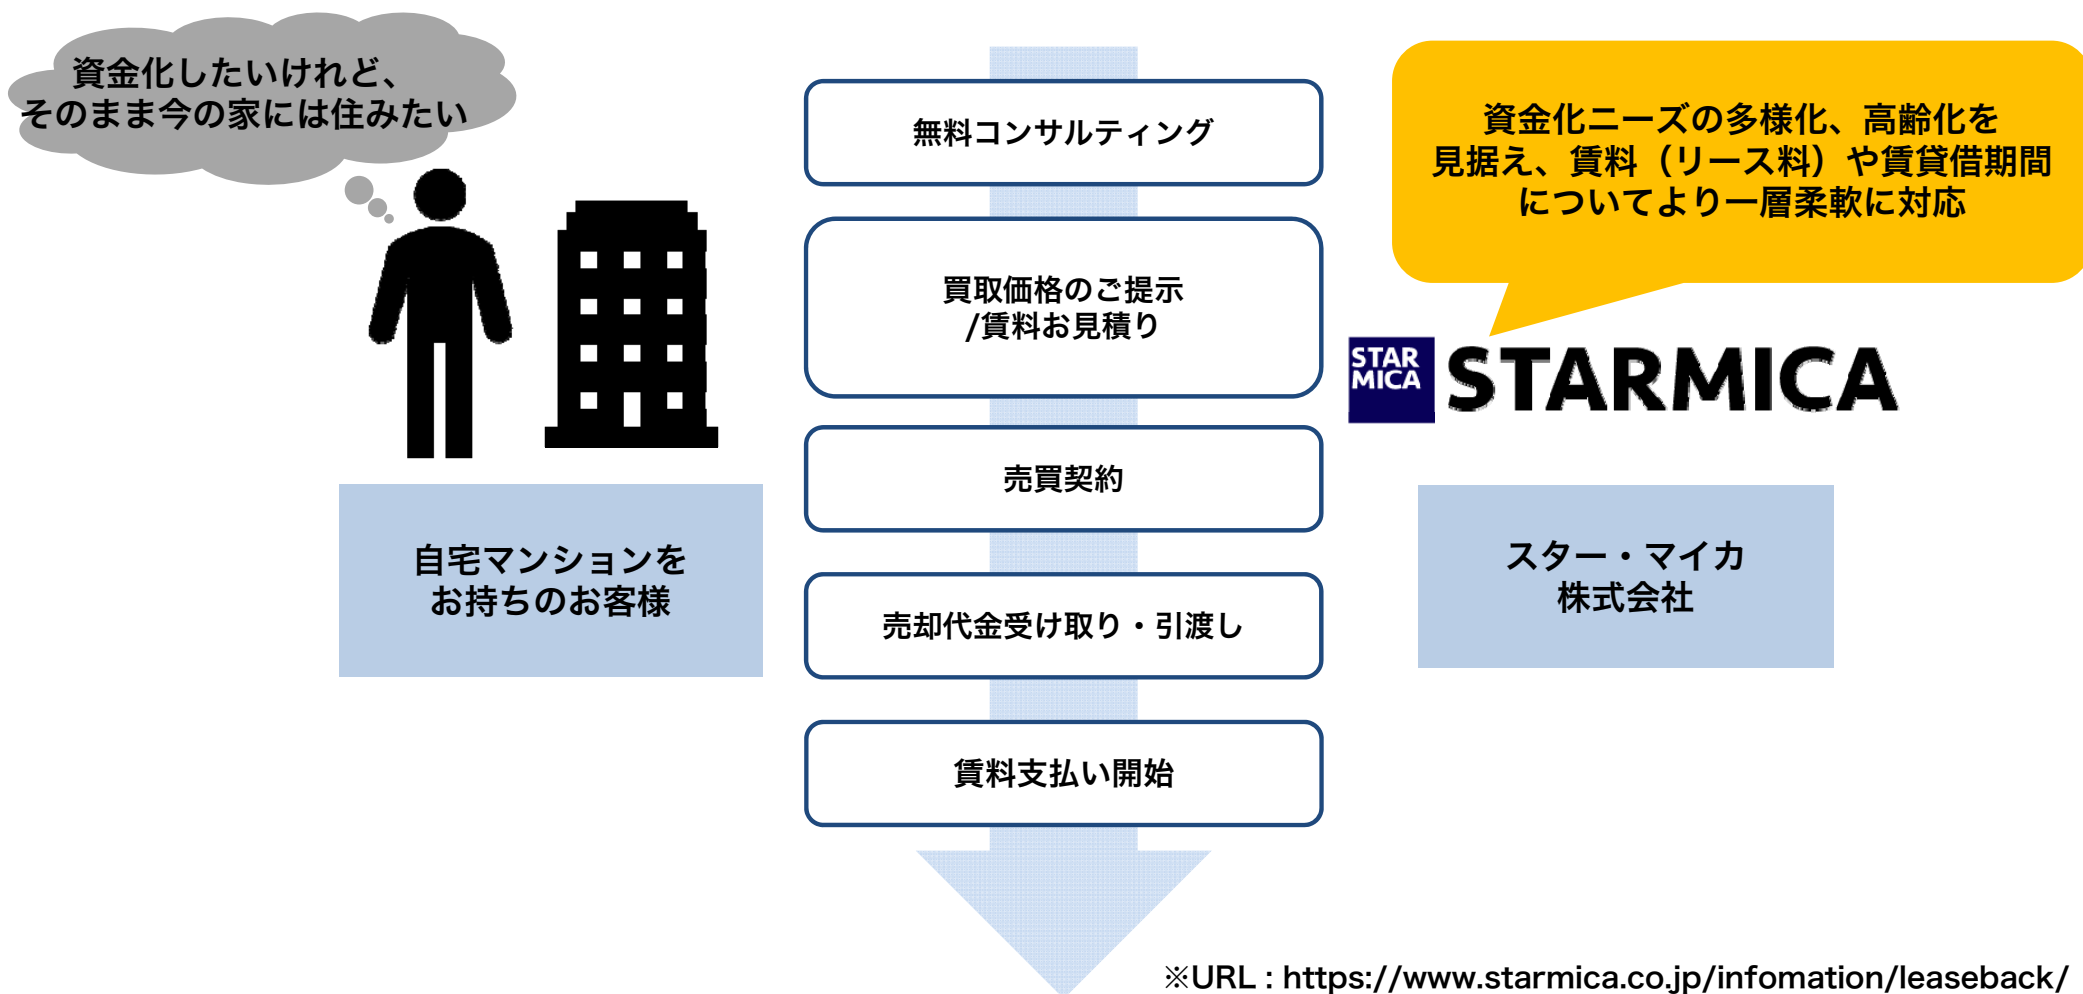 資金化したいけれど、
そのまま今の家には住みたい
無料コンサルティング
資金化ニーズの多様化、高齢化を
見据え、賃料（リース料）や賃貸借期間
についてより一層柔軟に対応
買取価格のご提示
/賃料お見積り
STAR
MICA
STARMICA
売買契約
自宅マンションを
お持ちのお客様
スター・マイカ
株式会社
売却代金受け取り・引渡し
賃料支払い開始
※URL : https://www.starmica.co.jp/infomation/leaseback/